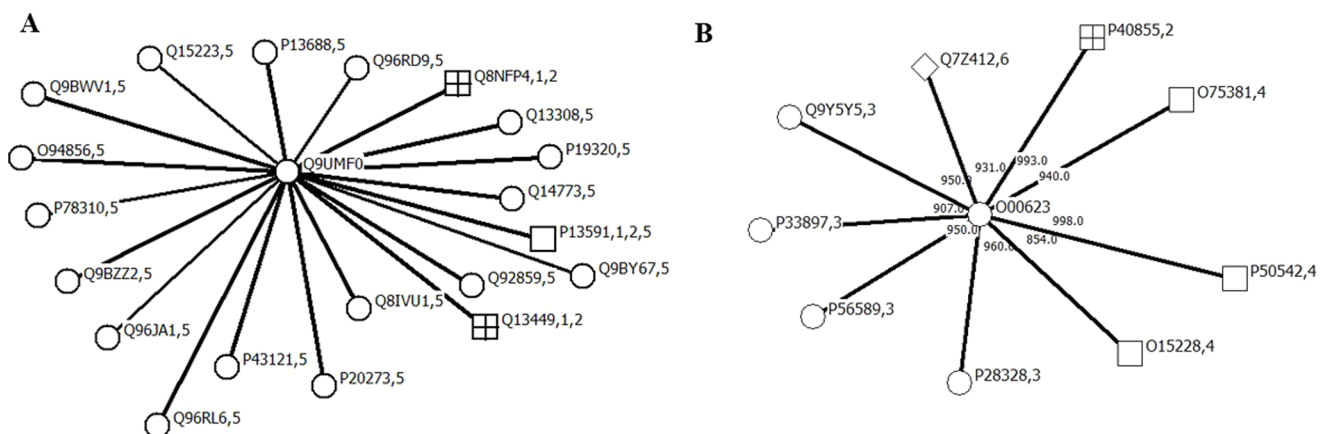 A
Q15223,5
P13688,5
Q96RD9,5
Q8NFP4,1,2
Q9BWV1,5
Q13308,5
O94856,5
P19320,5
Q9UMF0
Q14773,5
P78310,5
P13591,1,2,5
Q9BY67,5
Q9BZZ2,5
Q92859,5
Q8IVU1,5
Q96JA1,5
Q13449,1,2
P43121,5
P20273,5
Q96RL6,5
B
P40855,2
Q7Z412,6
O75381,4
Q9Y5Y5,3
993.0
931.0
940.0
950.0
O00623
907.0
998.0
P33897,3
950.0
854.0
960.0
P50542,4
P56589,3
O15228,4
P28328,3